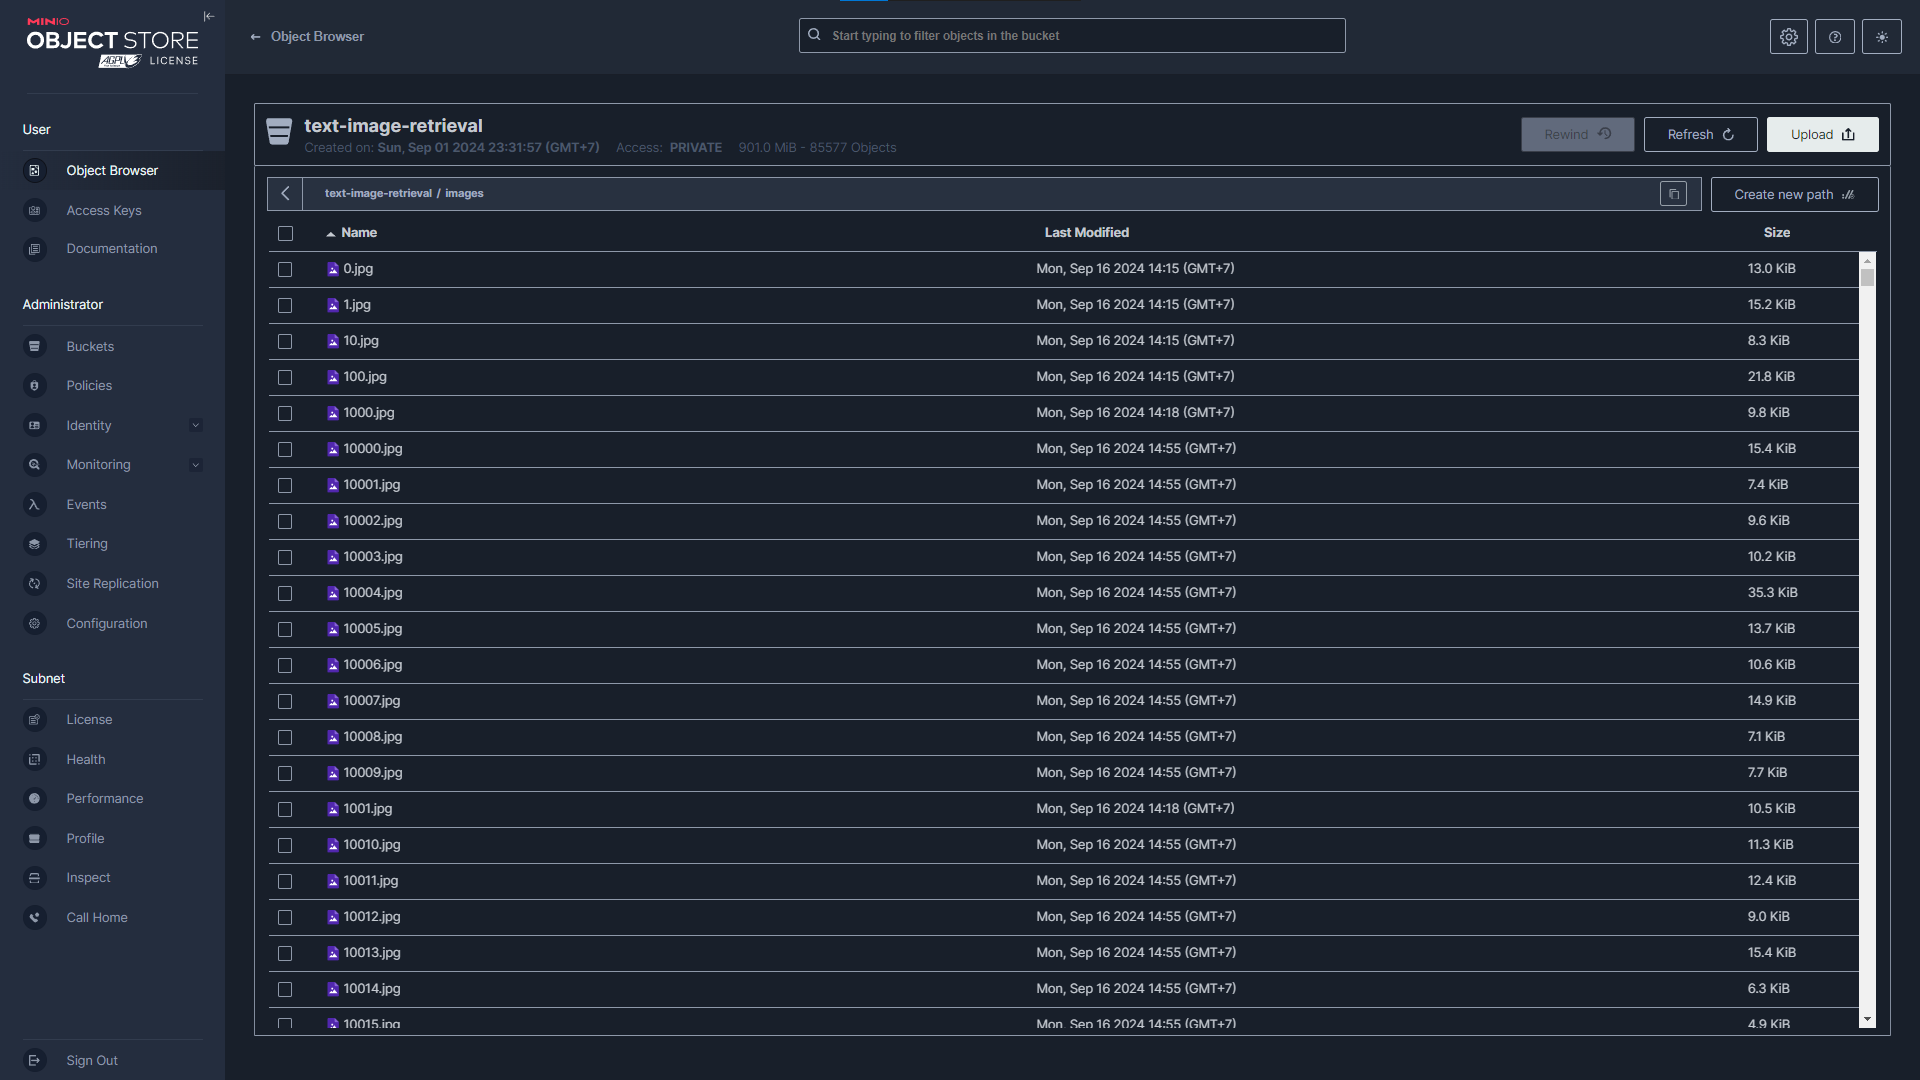 MINIO
OBJECT STORE
AGPLv3 LICENSE
User
Object Browser
Access Keys
Documentation
Administrator
Buckets
Policies
Identity
Monitoring
Events
Tiering
Site Replication
Configuration
Subnet
License
Health
Performance
Profile
Inspect
Call Home
Sign Out
← Object Browser
Start typing to filter objects in the bucket
text-image-retrieval
Created on: Sun, Sep 01 2024 23:31:57 (GMT+7) Access: PRIVATE 901.0 MiB - 85577 Objects
Rewind Refresh Upload
text-image-retrieval / images
Create new path
Name Last Modified Size
0.jpg Mon, Sep 16 2024 14:15 (GMT+7) 13.0 KiB
1.jpg Mon, Sep 16 2024 14:15 (GMT+7) 15.2 KiB
10.jpg Mon, Sep 16 2024 14:15 (GMT+7) 8.3 KiB
100.jpg Mon, Sep 16 2024 14:15 (GMT+7) 21.8 KiB
1000.jpg Mon, Sep 16 2024 14:18 (GMT+7) 9.8 KiB
10000.jpg Mon, Sep 16 2024 14:55 (GMT+7) 15.4 KiB
10001.jpg Mon, Sep 16 2024 14:55 (GMT+7) 7.4 KiB
10002.jpg Mon, Sep 16 2024 14:55 (GMT+7) 9.6 KiB
10003.jpg Mon, Sep 16 2024 14:55 (GMT+7) 10.2 KiB
10004.jpg Mon, Sep 16 2024 14:55 (GMT+7) 35.3 KiB
10005.jpg Mon, Sep 16 2024 14:55 (GMT+7) 13.7 KiB
10006.jpg Mon, Sep 16 2024 14:55 (GMT+7) 10.6 KiB
10007.jpg Mon, Sep 16 2024 14:55 (GMT+7) 14.9 KiB
10008.jpg Mon, Sep 16 2024 14:55 (GMT+7) 7.1 KiB
10009.jpg Mon, Sep 16 2024 14:55 (GMT+7) 7.7 KiB
1001.jpg Mon, Sep 16 2024 14:18 (GMT+7) 10.5 KiB
10010.jpg Mon, Sep 16 2024 14:55 (GMT+7) 11.3 KiB
10011.jpg Mon, Sep 16 2024 14:55 (GMT+7) 12.4 KiB
10012.jpg Mon, Sep 16 2024 14:55 (GMT+7) 9.0 KiB
10013.jpg Mon, Sep 16 2024 14:55 (GMT+7) 15.4 KiB
10014.jpg Mon, Sep 16 2024 14:55 (GMT+7) 6.3 KiB
10015.jpg Mon, Sep 16 2024 14:55 (GMT+7) 4.9 KiB